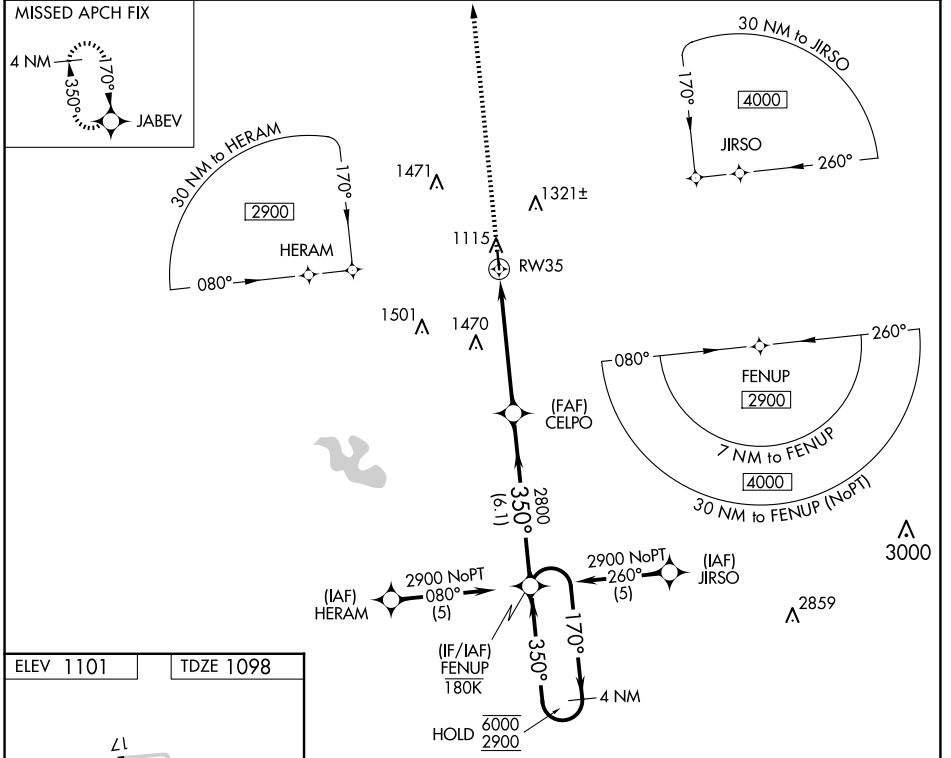 MISSED APCH FIX
4 NM
170°
350°
JABEV
30 NM to HERAM
170°
2900
HERAM
080°
30 NM to JIRSO
170°
4000
JIRSO
260°
1471
1321±
1115
RW35
1501
1470
080°
260°
FENUP
2900
7 NM to FENUP
4000
30 NM to FENUP (NoPT)
(FAF)
CELPO
2800
350°
(6.1)
3000
2859
(IAF)
HERAM
2900 NoPT
080°
(5)
2900 NoPT
260°
(5)
(IAF)
JIRSO
(IF/IAF)
FENUP
180K
350°
170°
4 NM
HOLD
6000
2900
ELEV 1101
TDZE 1098
17